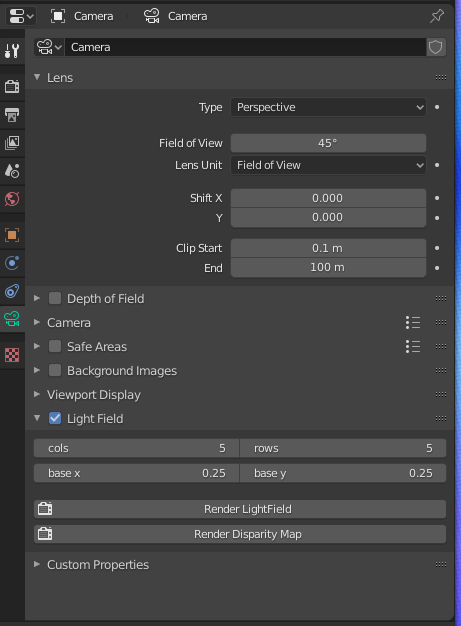 Camera Camera
Camera
Lens
Type Perspective
Field of View 45°
Lens Unit Field of View
Shift X 0.000
Y 0.000
Clip Start 0.1 m
End 100 m
Depth of Field
Camera
Safe Areas
Background Images
Viewport Display
Light Field
cols 5 rows 5
base x 0.25 base y 0.25
Render LightField
Render Disparity Map
Custom Properties